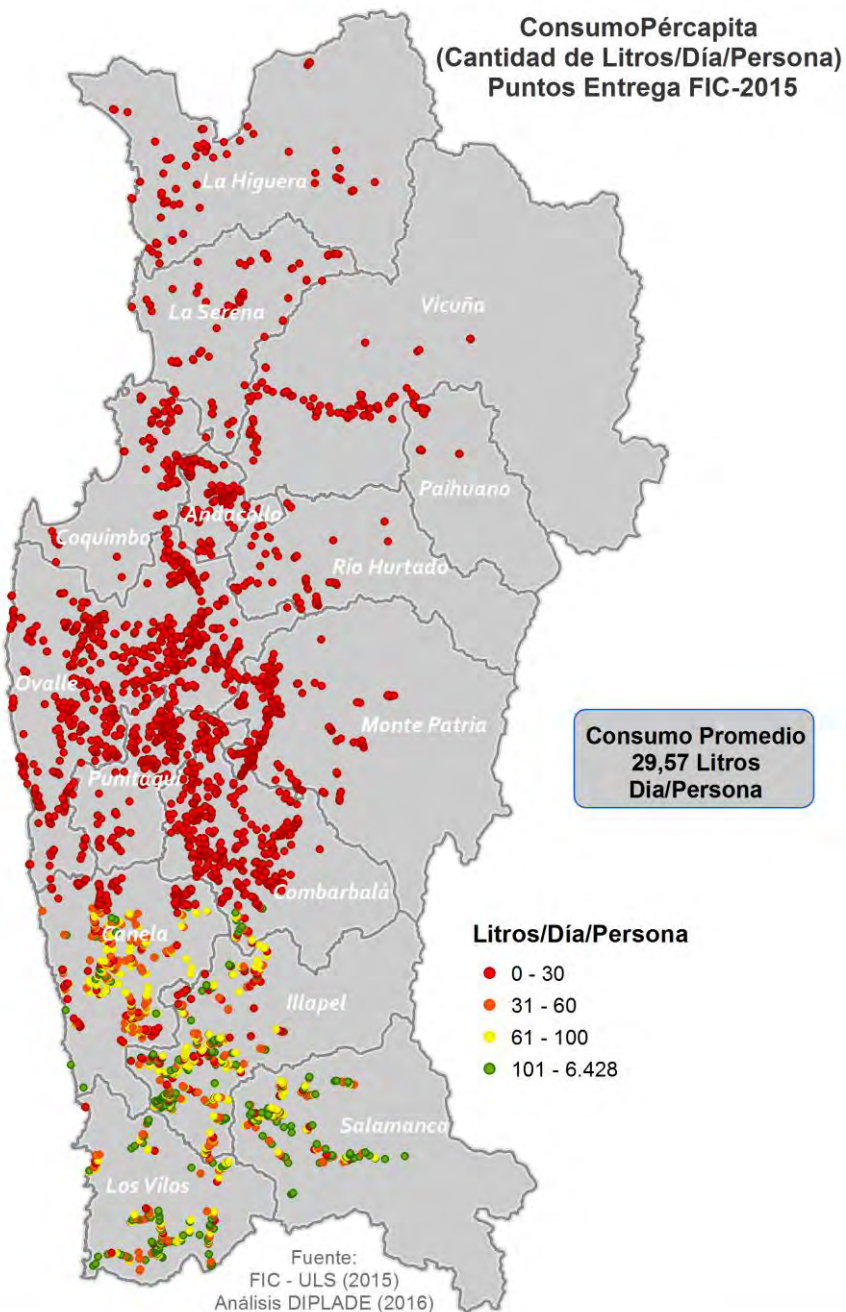 ConsumoPércapita
(Cantidad de Litros/Día/Persona)
Puntos Entrega FIC-2015
La Higuera
La Serena
Vicuña
Paihuano
Andacollo
Coquimbo
Río Hurtado
Ovalle
Monte Patria
Consumo Promedio
29,57 Litros
Dia/Persona
Punitaqui
Combarbalá
Canela
Litros/Día/Persona
0 - 30
31 - 60
61 - 100
101 - 6.428
Illapel
Salamanca
Los Vilos
Fuente:
FIC - ULS (2015)
Análisis DIPLADE (2016)